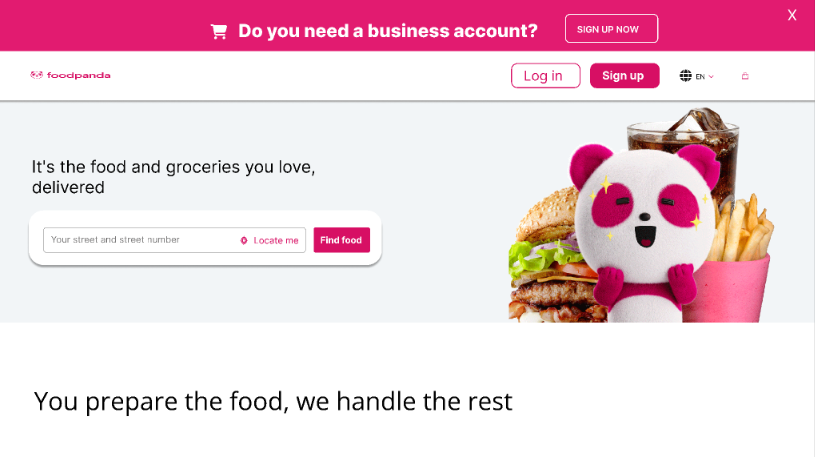 Do you need a business account?
SIGN UP NOW
X
foodpanda
Log in
Sign up
EN
It's the food and groceries you love,
delivered
Your street and street number
Locate me
Find food
You prepare the food, we handle the rest